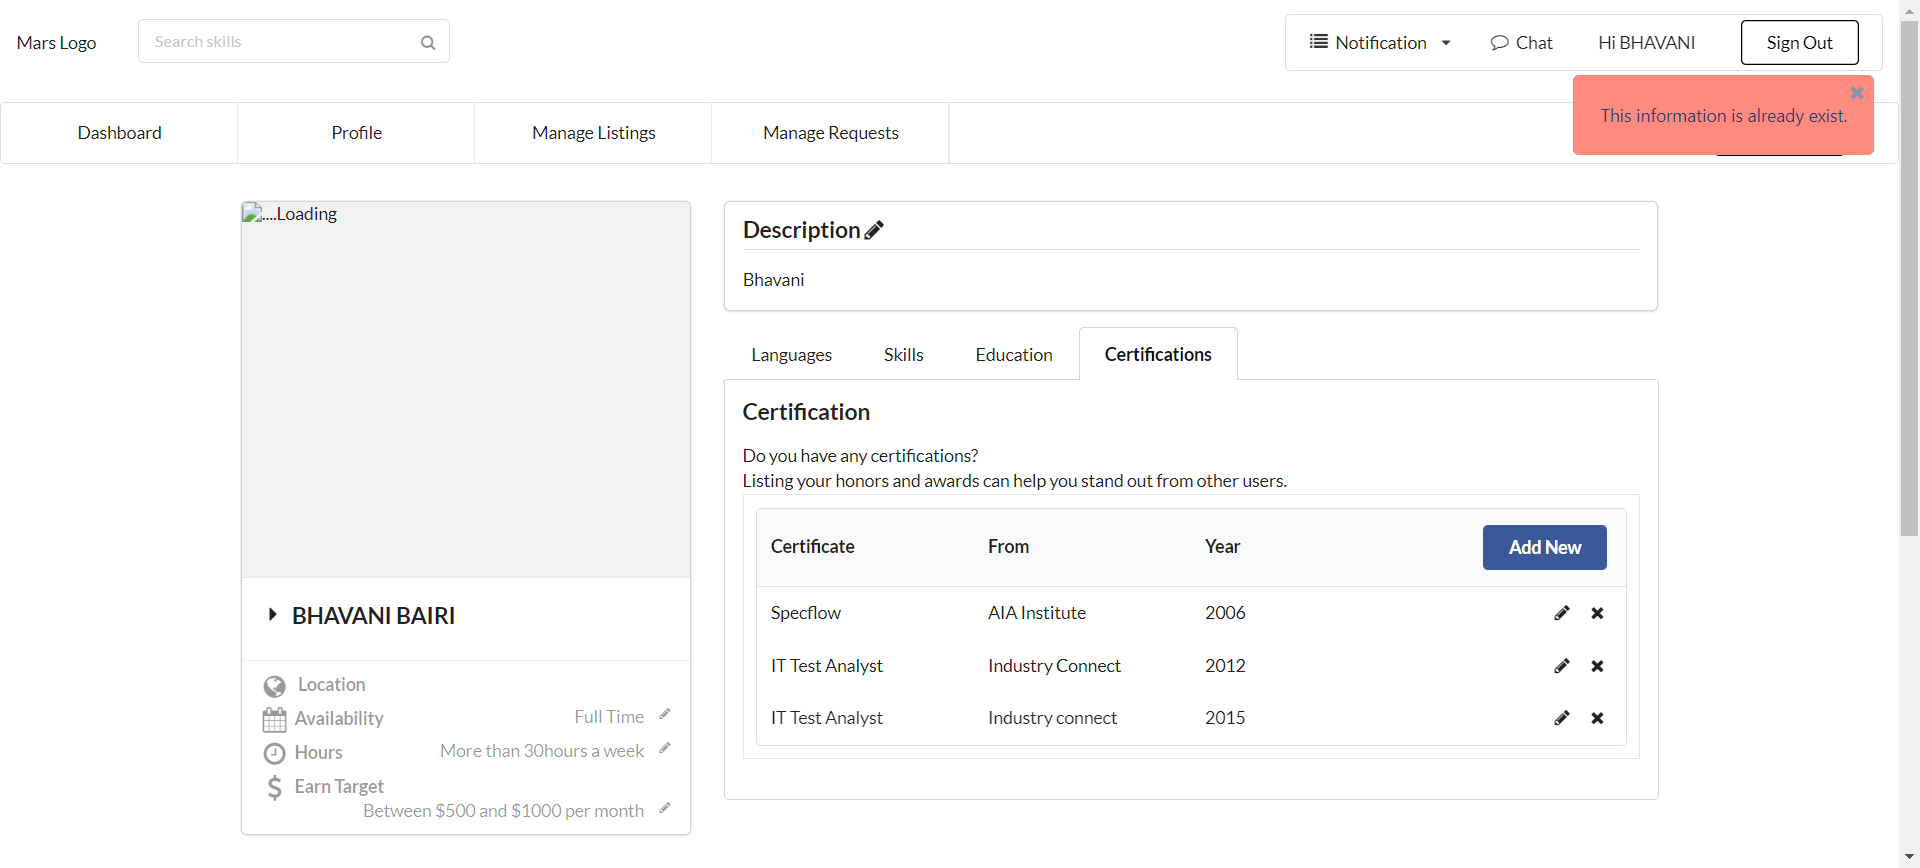 Mars Logo
Search skills
Notification
Chat
Hi BHAVANI
Sign Out
This information is already exist.
Dashboard
Profile
Manage Listings
Manage Requests
....Loading
BHAVANI BAIRI
Location
Availability
Full Time
Hours
More than 30hours a week
Earn Target
Between $500 and $1000 per month
Description
Bhavani
Languages
Skills
Education
Certifications
Certification
Do you have any certifications?
Listing your honors and awards can help you stand out from other users.
Certificate From Year Add New
Specflow AIA Institute 2006
IT Test Analyst Industry Connect 2012
IT Test Analyst Industry connect 2015